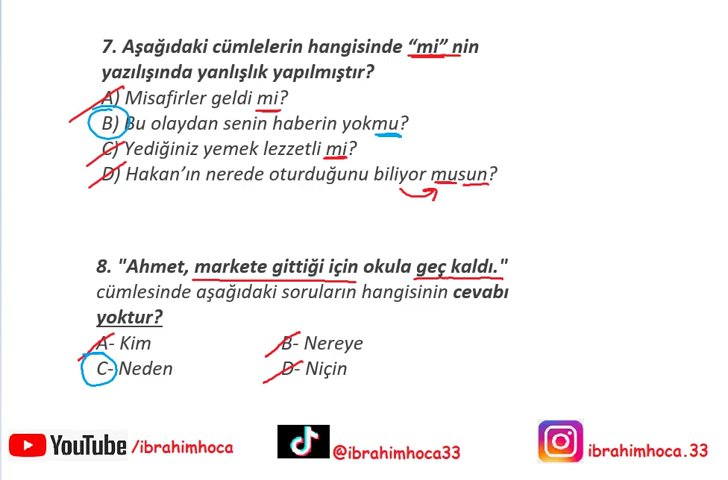 7. Aşağıdaki cümlelerin hangisinde “mi” nin
yazılışında yanlışlık yapılmıştır?
A) Misafirler geldi mi?
B) Bu olaydan senin haberin yokmu?
C) Yediğiniz yemek lezzetli mi?
D) Hakan’ın nerede oturduğunu biliyor musun?
8. "Ahmet, markete gittiği için okula geç kaldı."
cümlesinde aşağıdaki soruların hangisinin cevabı
yoktur?
A- Kim B- Nereye
C- Neden D- Niçin
YouTube /ibrahimhoca @ibrahimhoca33 ibrahimhoca.33